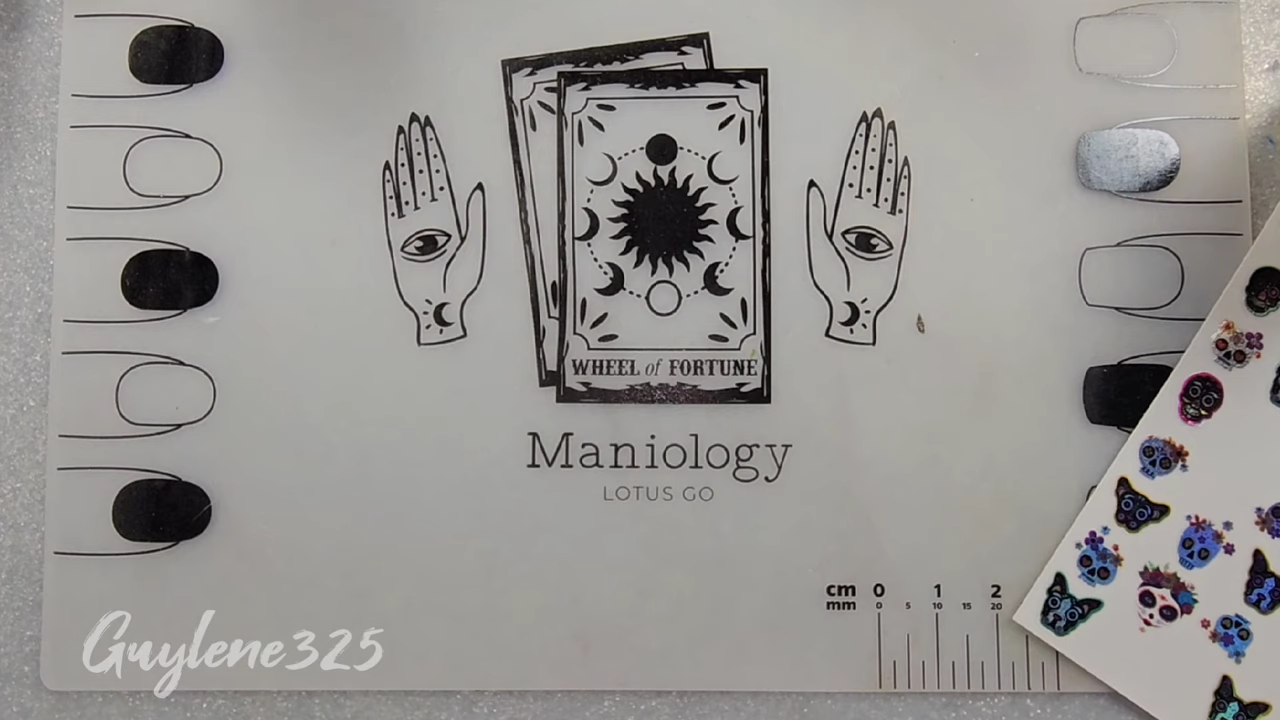 WHEEL of FORTUNE
Maniology
LOTUS GO
cm 0 1 2
mm 0 5 10 15 20
Guylene325